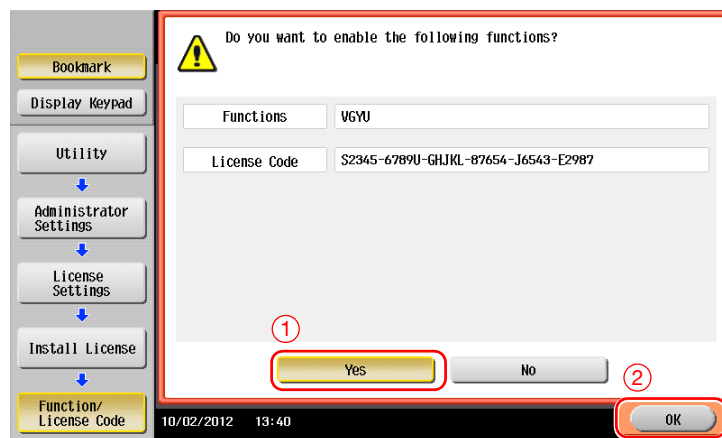 Bookmark
Display Keypad
Utility
Administrator
Settings
License
Settings
Install License
Function/
License Code
Do you want to enable the following functions?
Functions VGYU
License Code S2345-6789U-GHJKL-87654-J6543-E2987
1
Yes No
2
10/02/2012 13:40 OK